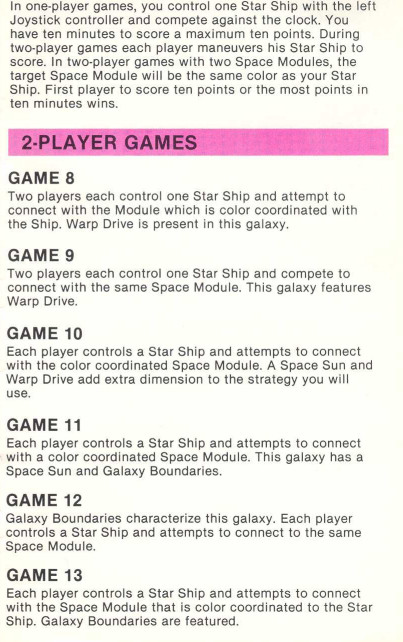 In one-player games, you control one Star Ship with the left
Joystick controller and compete against the clock. You
have ten minutes to score a maximum ten points. During
two-player games each player maneuvers his Star Ship to
score. In two-player games with two Space Modules, the
target Space Module will be the same color as your Star
Ship. First player to score ten points or the most points in
ten minutes wins.
2-PLAYER GAMES
GAME 8
Two players each control one Star Ship and attempt to
connect with the Module which is color coordinated with
the Ship. Warp Drive is present in this galaxy.
GAME 9
Two players each control one Star Ship and compete to
connect with the same Space Module. This galaxy features
Warp Drive.
GAME 10
Each player controls a Star Ship and attempts to connect
with the color coordinated Space Module. A Space Sun and
Warp Drive add extra dimension to the strategy you will
use.
GAME 11
Each player controls a Star Ship and attempts to connect
with a color coordinated Space Module. This galaxy has a
Space Sun and Galaxy Boundaries.
GAME 12
Galaxy Boundaries characterize this galaxy. Each player
controls a Star Ship and attempts to connect to the same
Space Module.
GAME 13
Each player controls a Star Ship and attempts to connect
with the Space Module that is color coordinated to the Star
Ship. Galaxy Boundaries are featured.